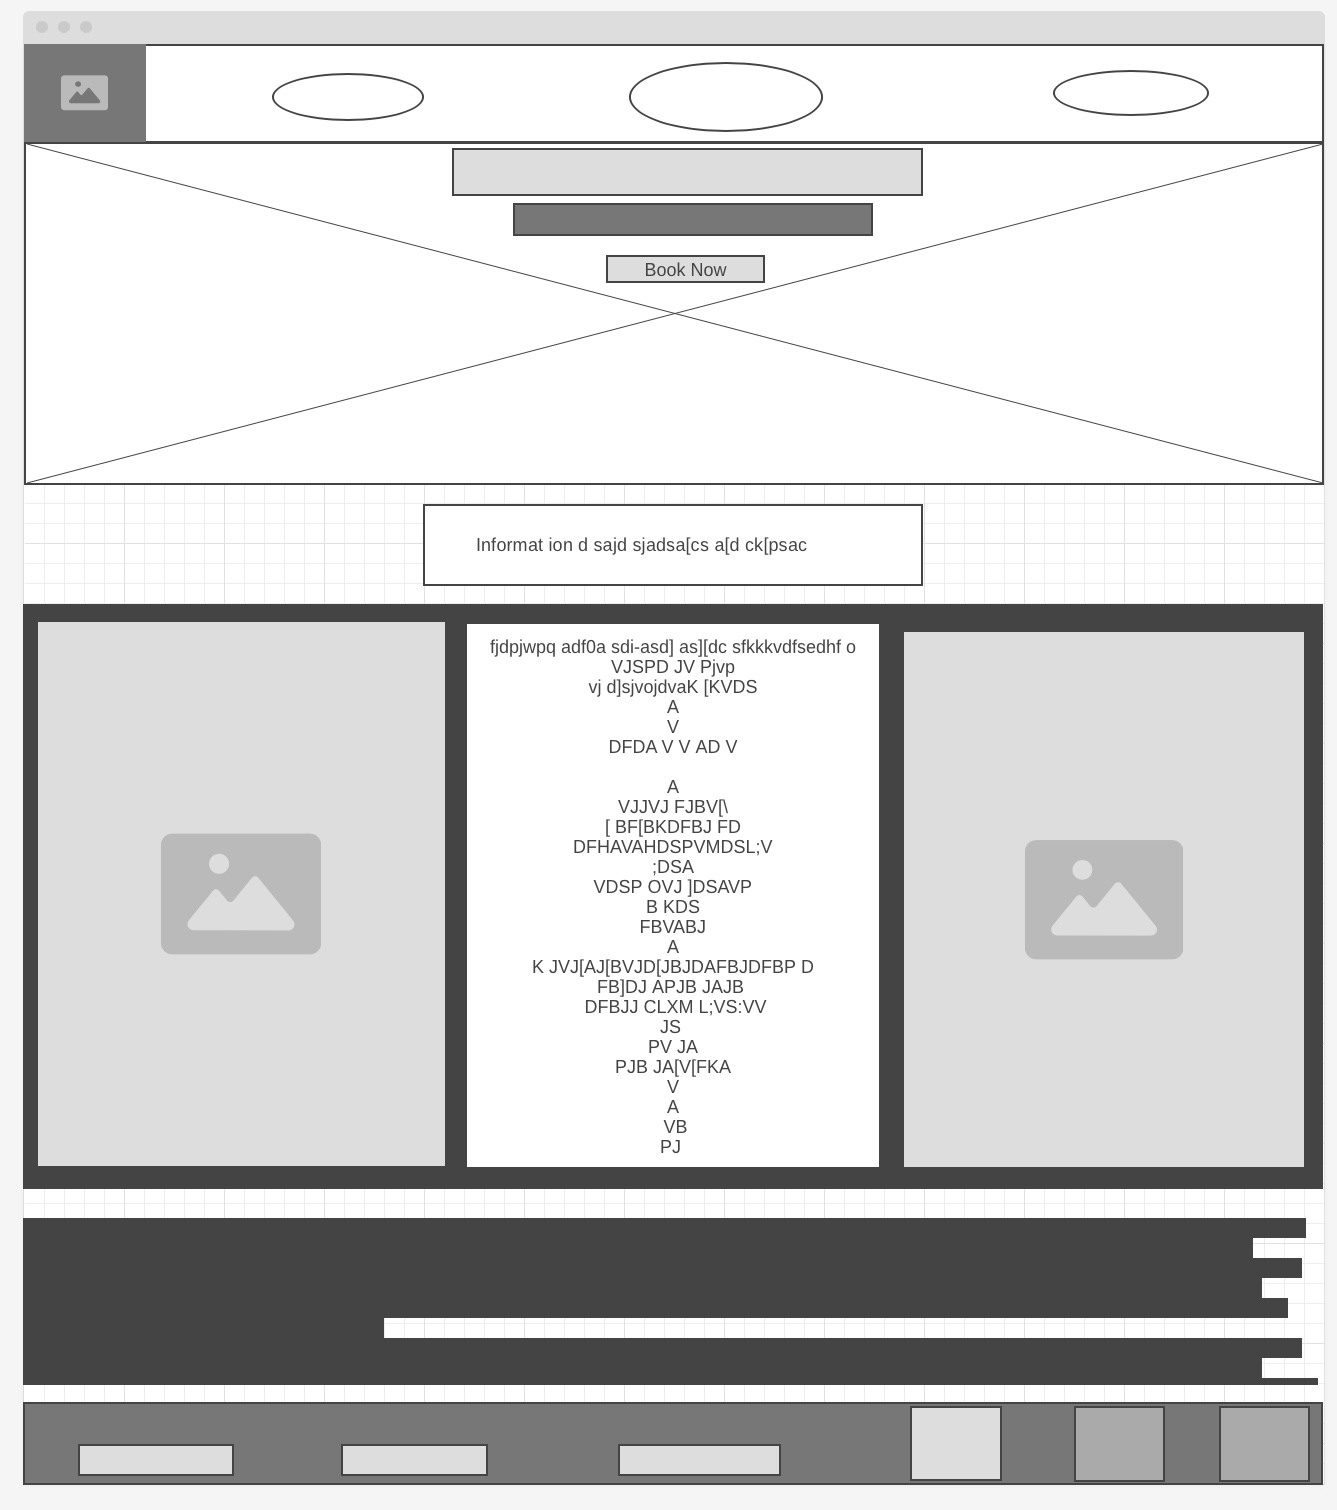 Book Now
Informat ion d sajd sjadsa[cs a[d ck[psac
fjdpjwpq adf0a sdi-asd] as][dc sfkkkvdfsedhf o
VJSPD JV Pjvp
vj d]sjvojdvaK [KVDS
A
V
DFDA V V AD V
A
VJJVJ FJBV[\
[ BF[BKDFBJ FD
DFHAVAHDSPVMDSL;V
;DSA
VDSP OVJ ]DSAVP
B KDS
FBVABJ
A
K JVJ[AJ[BVJD[JBJDAFBJDFBP D
FB]DJ APJB JAJB
DFBJJ CLXM L;VS:VV
JS
PV JA
PJB JA[V[FKA
V
A
VB
PJ